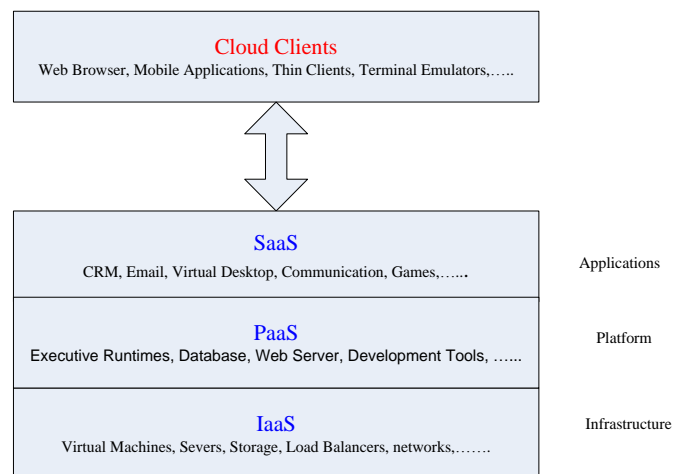 Cloud Clients
Web Browser, Mobile Applications, Thin Clients, Terminal Emulators,…..
SaaS
CRM, Email, Virtual Desktop, Communication, Games,…...
Applications
PaaS
Executive Runtimes, Database, Web Server, Development Tools, …...
Platform
IaaS
Virtual Machines, Severs, Storage, Load Balancers, networks,…….
Infrastructure